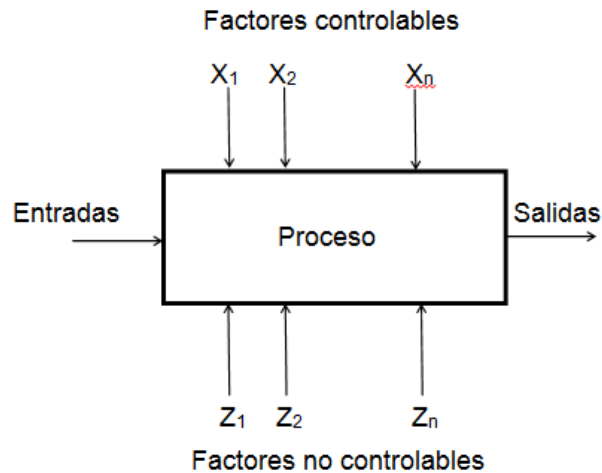 Factores controlables
X₁ X₂ Xₙ
Entradas
Proceso
Salidas
Z₁ Z₂ Zₙ
Factores no controlables